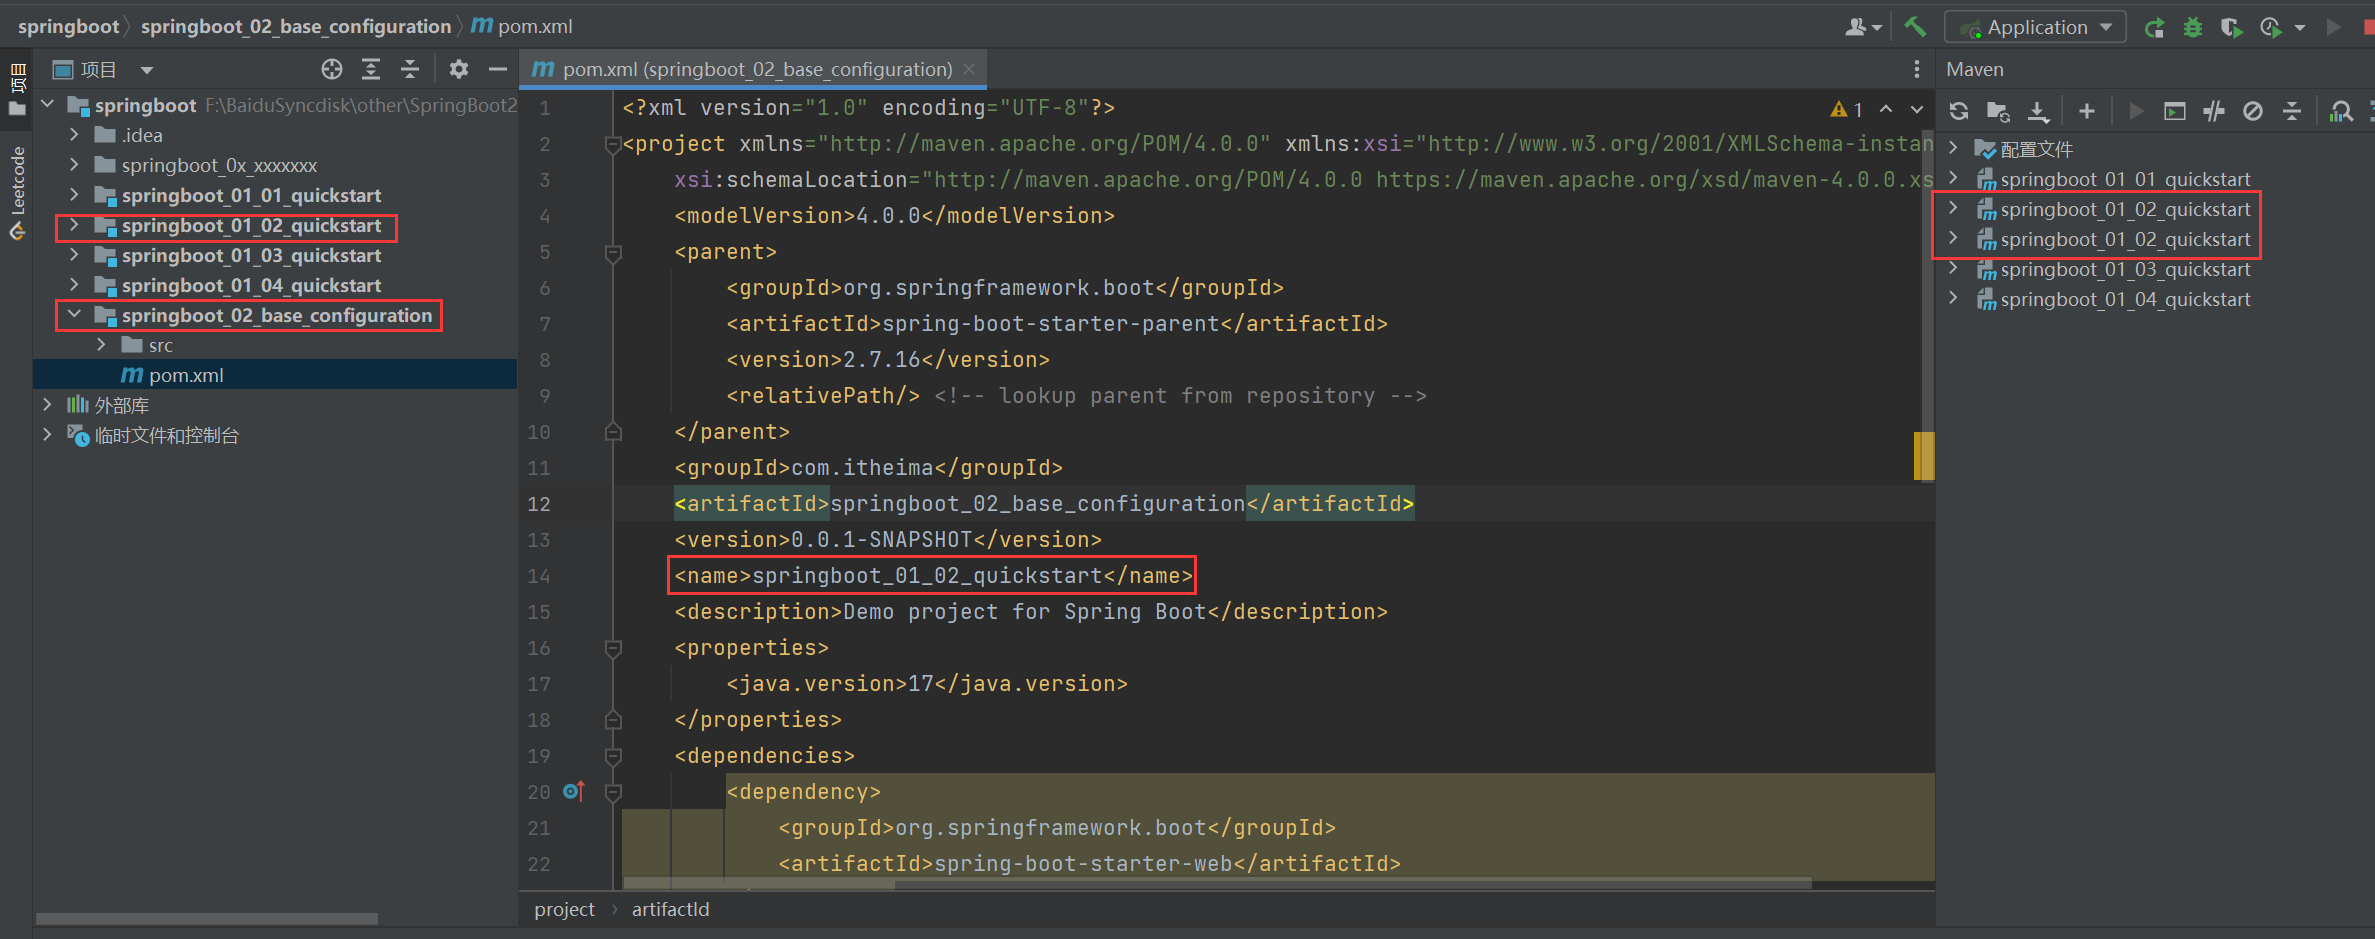 springboot 〉 springboot_02_base_configuration 〉 m pom.xml
Application
项目
Leetcode
项目
springboot F:\BaiduSyncdisk\other\SpringBoot2
.idea
springboot_0x_xxxxxxx
springboot_01_01_quickstart
springboot_01_02_quickstart
springboot_01_03_quickstart
springboot_01_04_quickstart
springboot_02_base_configuration
src
m pom.xml
外部库
临时文件和控制台
m pom.xml (springboot_02_base_configuration)
1 <?xml version="1.0" encoding="UTF-8"?>
2 <project xmlns="http://maven.apache.org/POM/4.0.0" xmlns:xsi="http://www.w3.org/2001/XMLSchema-instan
3 xsi:schemaLocation="http://maven.apache.org/POM/4.0.0 https://maven.apache.org/xsd/maven-4.0.0.xs
4 <modelVersion>4.0.0</modelVersion>
5 <parent>
6 <groupId>org.springframework.boot</groupId>
7 <artifactId>spring-boot-starter-parent</artifactId>
8 <version>2.7.16</version>
9 <relativePath/> <!-- lookup parent from repository -->
10 </parent>
11 <groupId>com.itheima</groupId>
12 <artifactId>springboot_02_base_configuration</artifactId>
13 <version>0.0.1-SNAPSHOT</version>
14 <name>springboot_01_02_quickstart</name>
15 <description>Demo project for Spring Boot</description>
16 <properties>
17 <java.version>17</java.version>
18 </properties>
19 <dependencies>
20 <dependency>
21 <groupId>org.springframework.boot</groupId>
22 <artifactId>spring-boot-starter-web</artifactId>
1
project 〉 artifactId
Maven
配置文件
springboot_01_01_quickstart
springboot_01_02_quickstart
springboot_01_02_quickstart
springboot_01_03_quickstart
springboot_01_04_quickstart